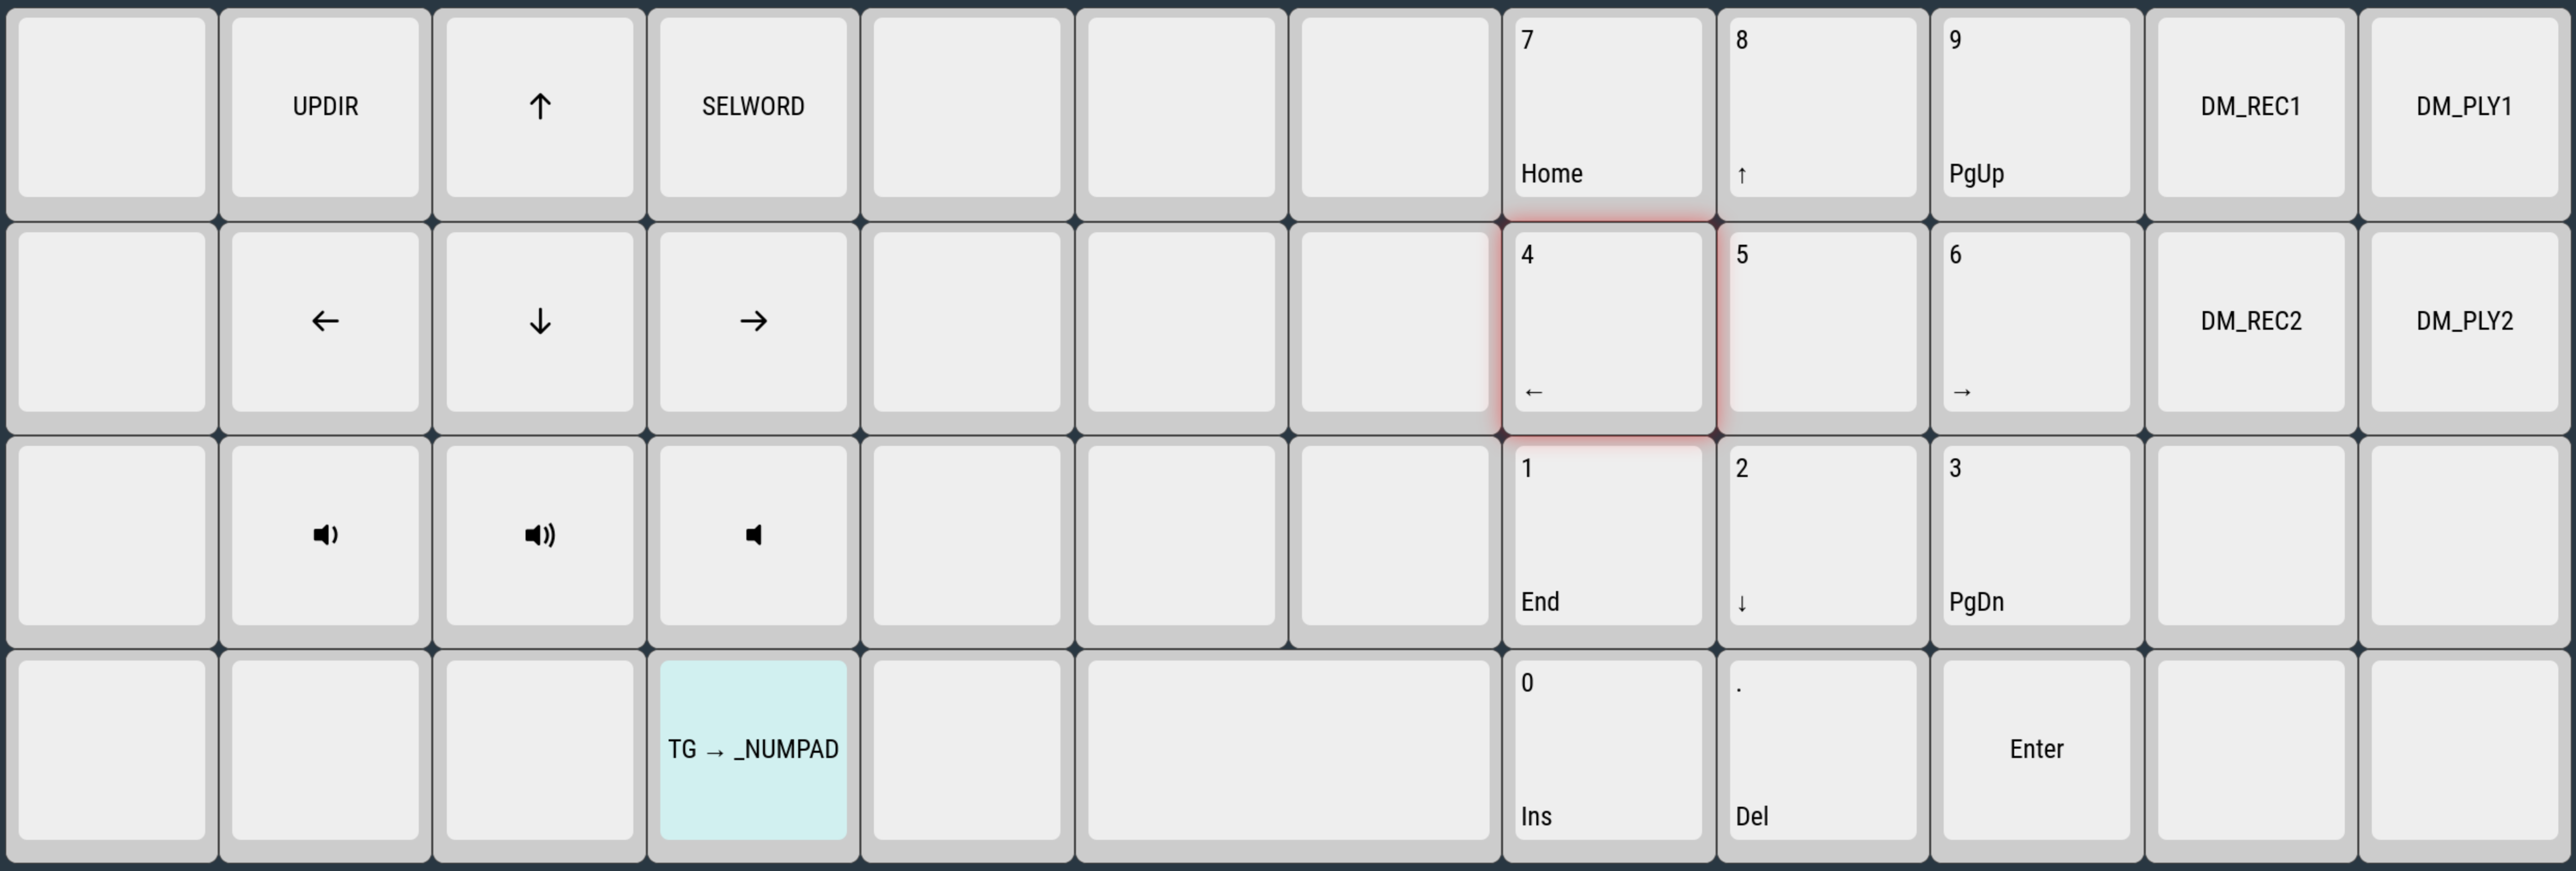 UPDIR ↑ SELWORD 7 8 9 DM_REC1 DM_PLY1
Home ↑ PgUp
← ↓ → 4 5 6 DM_REC2 DM_PLY2
← →
1 2 3
End ↓ PgDn
TG → _NUMPAD 0 . Enter
Ins Del